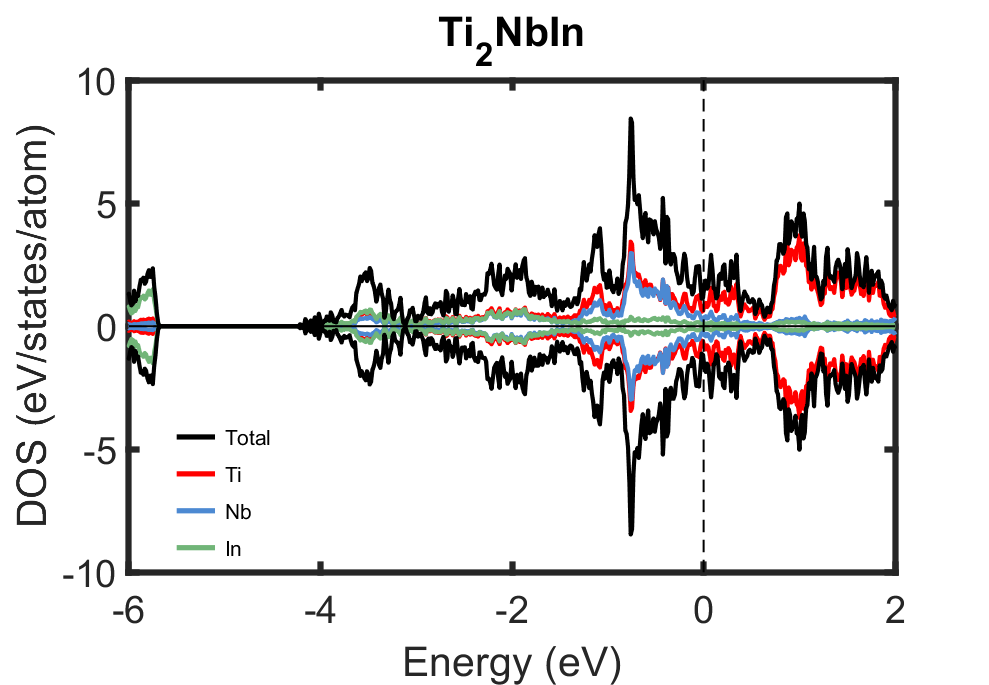 Ti₂NbIn
10
5
0
-5
-10
DOS (eV/states/atom)
Total
Ti
Nb
In
-6 -4 -2 0 2
Energy (eV)